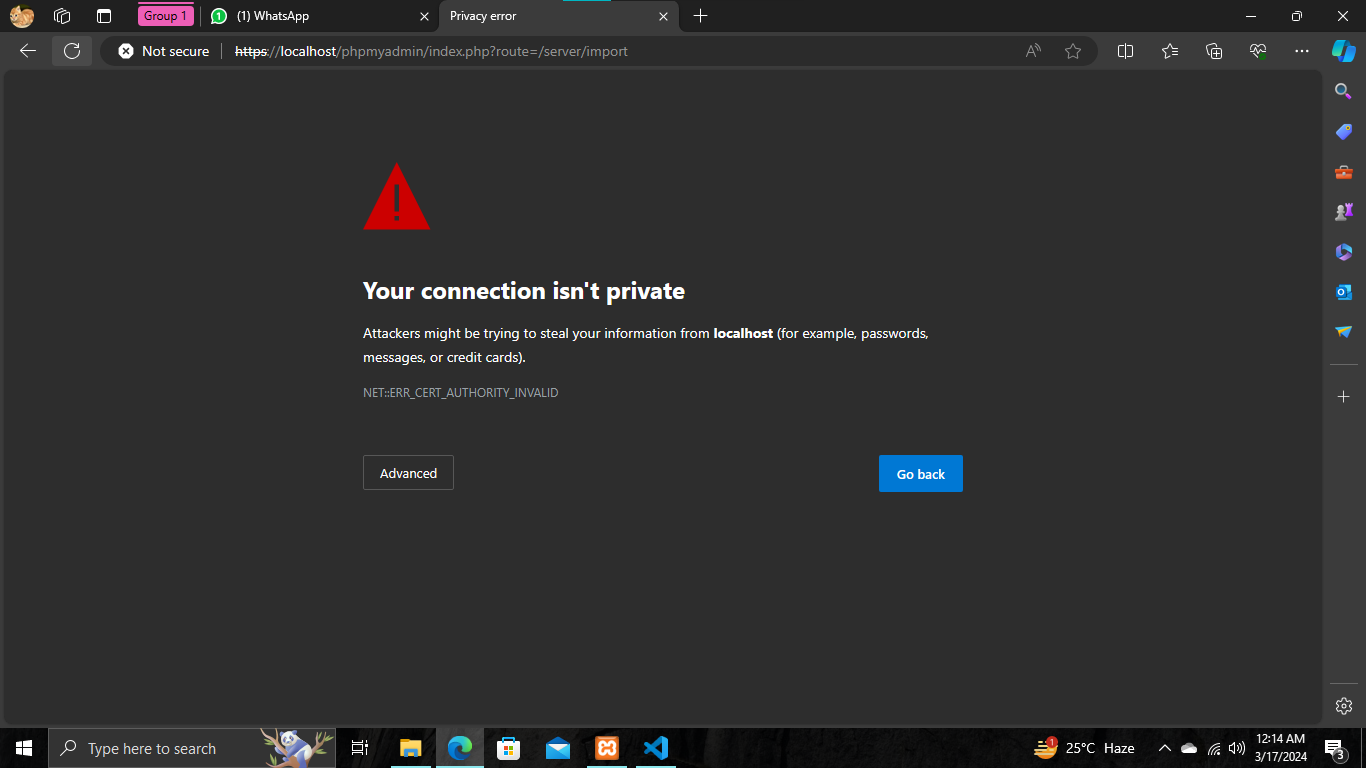 Group 1
(1) WhatsApp
Privacy error
Not secure
https://localhost/phpmyadmin/index.php?route=/server/import
Your connection isn't private
Attackers might be trying to steal your information from localhost (for example, passwords,
messages, or credit cards).
NET::ERR_CERT_AUTHORITY_INVALID
Advanced
Go back
Type here to search
1
25°C Haze
12:14 AM
3/17/2024
3